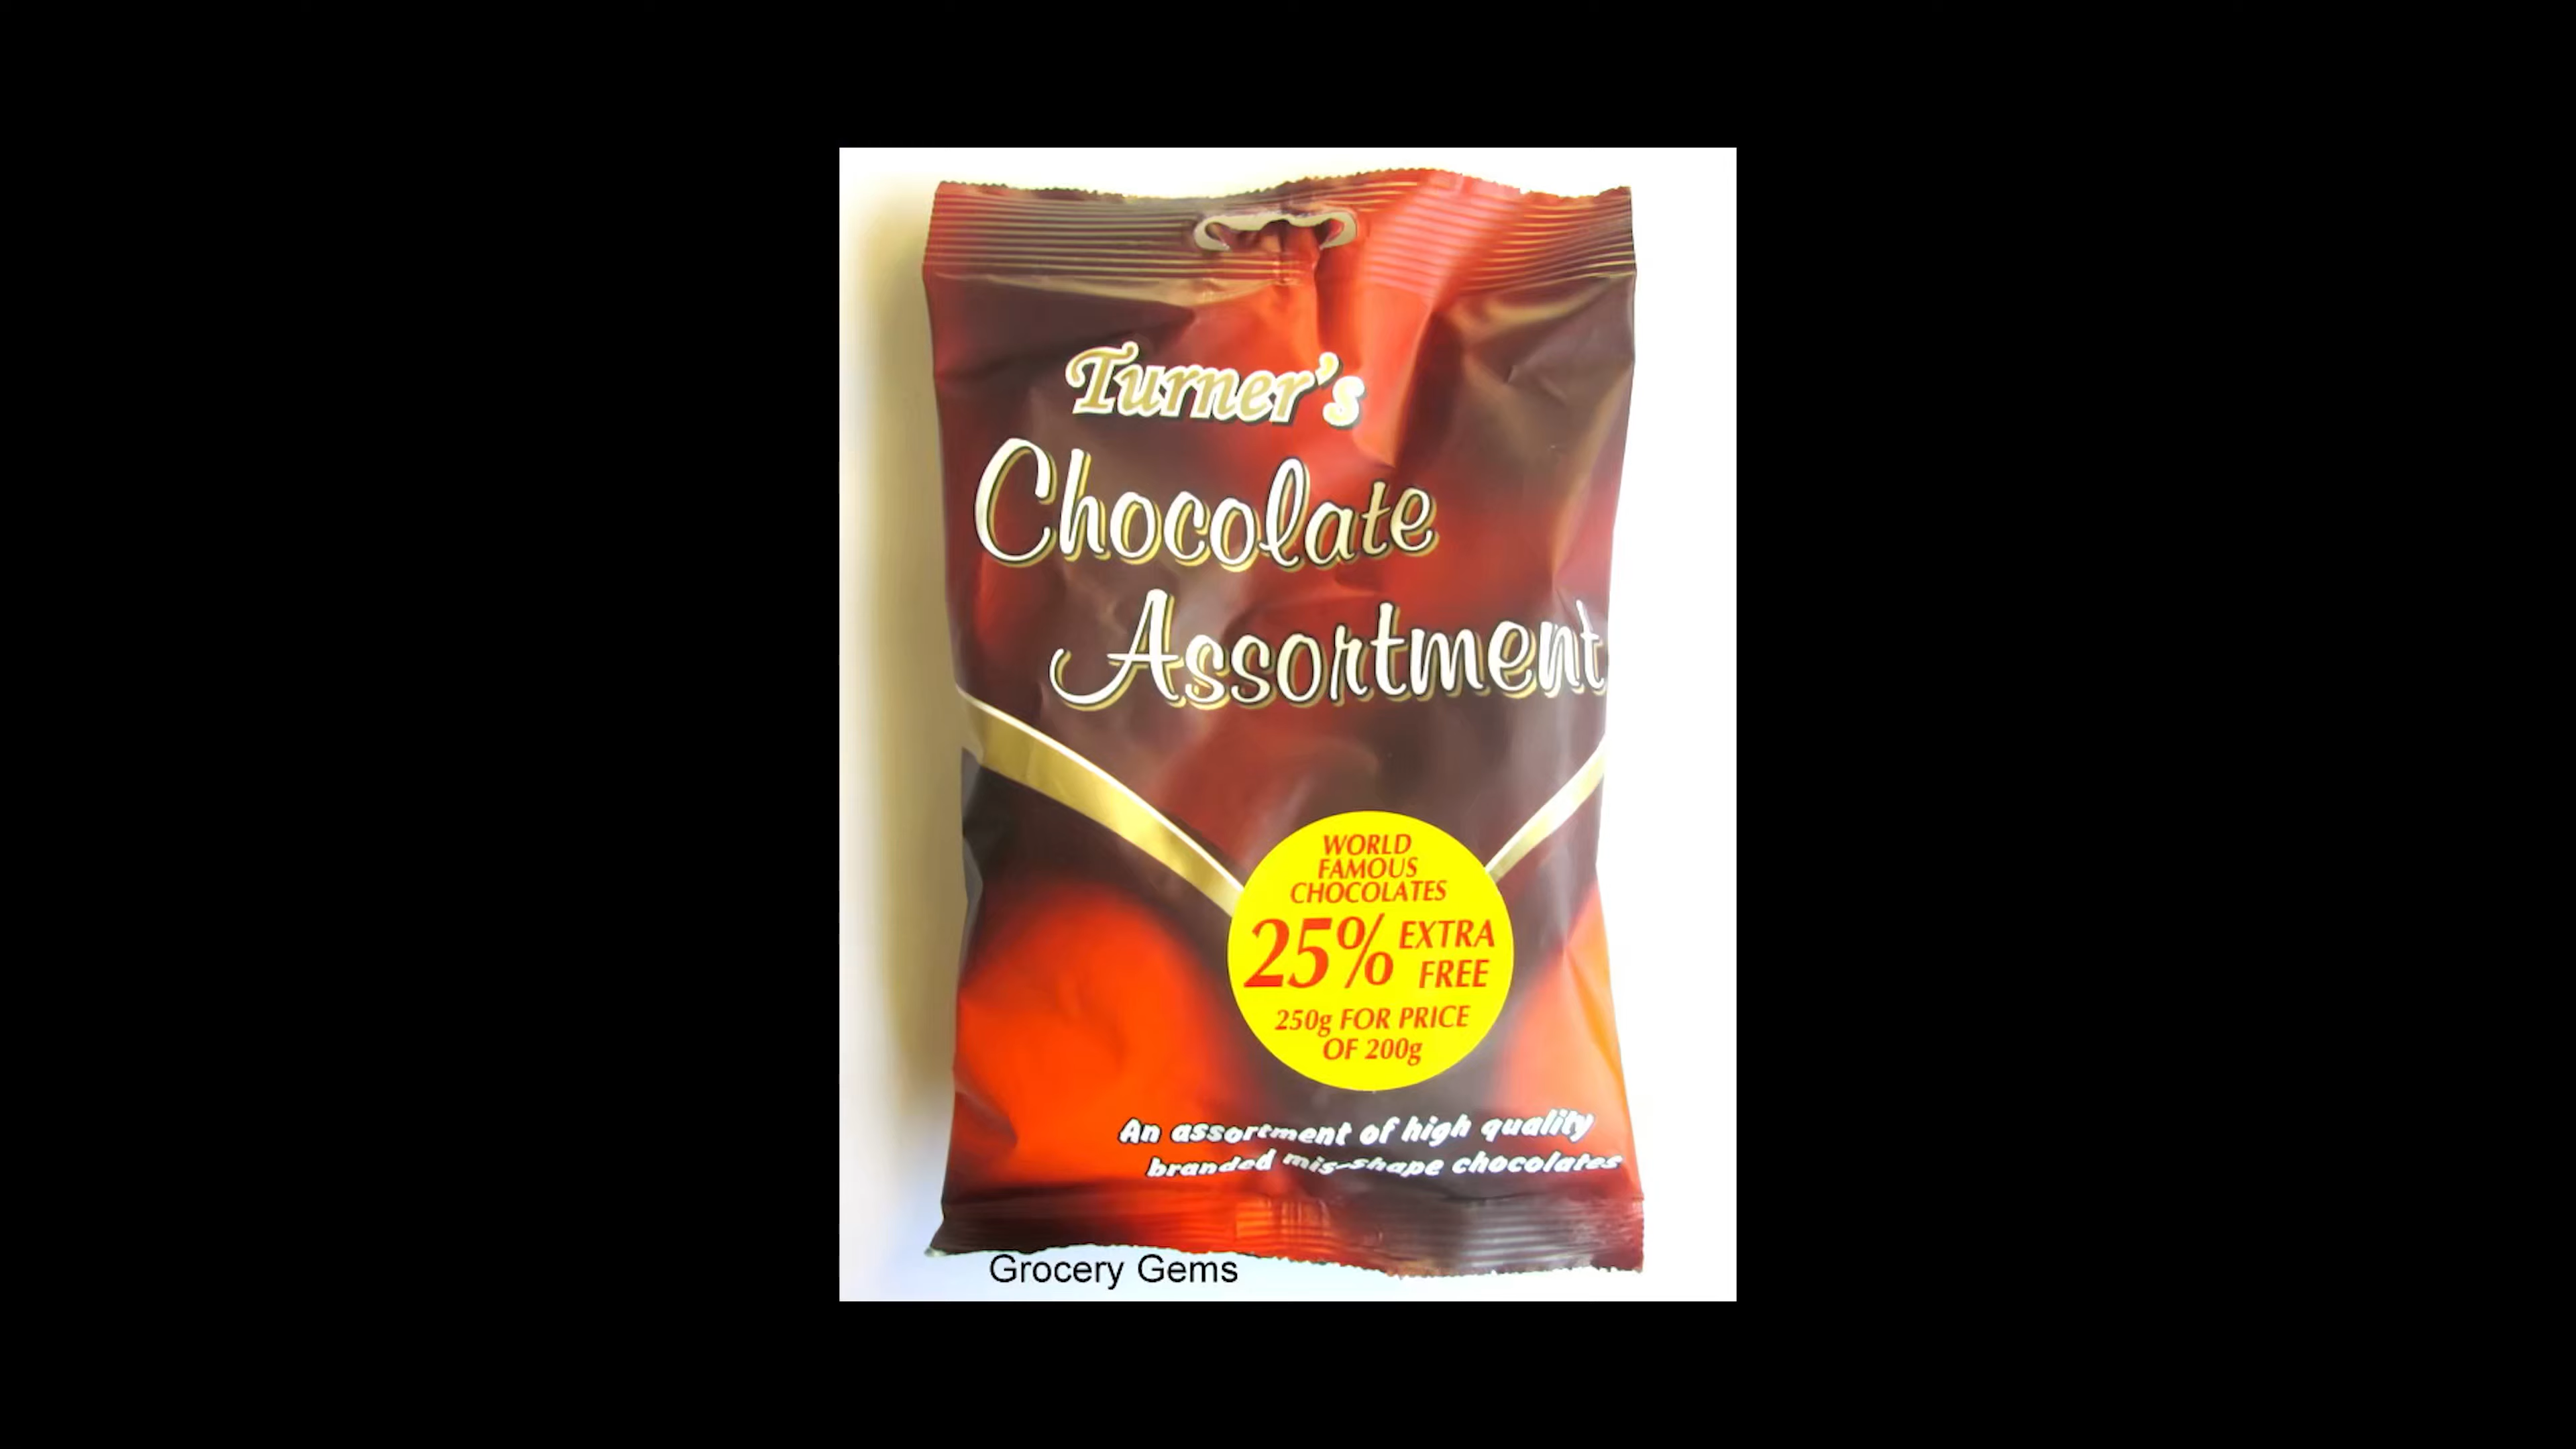 Turner's
Chocolate
Assortment
WORLD
FAMOUS
CHOCOLATES
25% EXTRA
FREE
250g FOR PRICE
OF 200g
An assortment of high quality
branded mis-shape chocolates
Grocery Gems